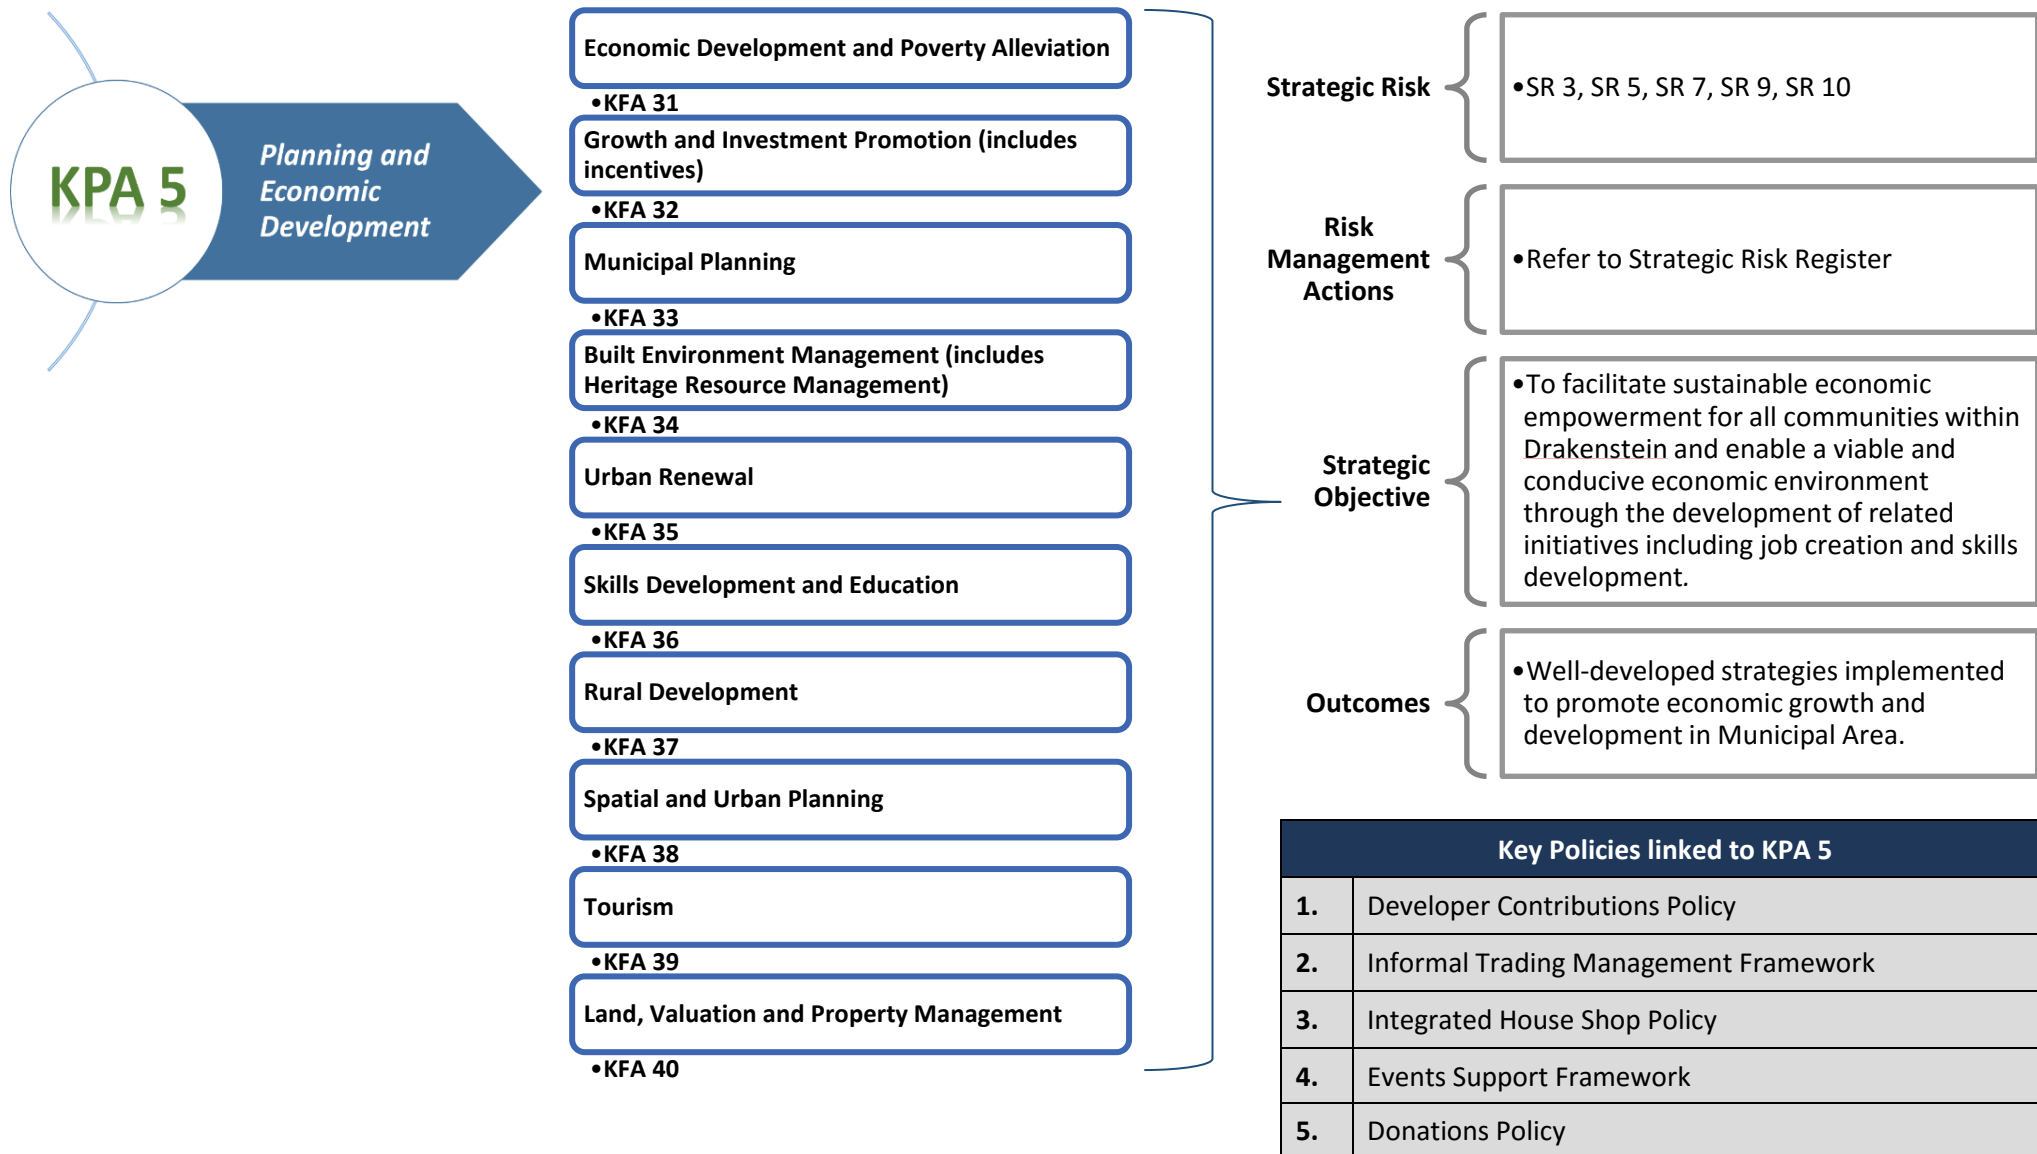 KPA 5
Planning and
Economic
Development
Economic Development and Poverty Alleviation
•KFA 31
Growth and Investment Promotion (includes
incentives)
•KFA 32
Municipal Planning
•KFA 33
Built Environment Management (includes
Heritage Resource Management)
•KFA 34
Urban Renewal
•KFA 35
Skills Development and Education
•KFA 36
Rural Development
•KFA 37
Spatial and Urban Planning
•KFA 38
Tourism
•KFA 39
Land, Valuation and Property Management
•KFA 40
Strategic Risk
•SR 3, SR 5, SR 7, SR 9, SR 10
Risk
Management
Actions
•Refer to Strategic Risk Register
Strategic
Objective
•To facilitate sustainable economic
empowerment for all communities within
Drakenstein and enable a viable and
conducive economic environment
through the development of related
initiatives including job creation and skills
development.
Outcomes
•Well-developed strategies implemented
to promote economic growth and
development in Municipal Area.
Key Policies linked to KPA 5
1. Developer Contributions Policy
2. Informal Trading Management Framework
3. Integrated House Shop Policy
4. Events Support Framework
5. Donations Policy